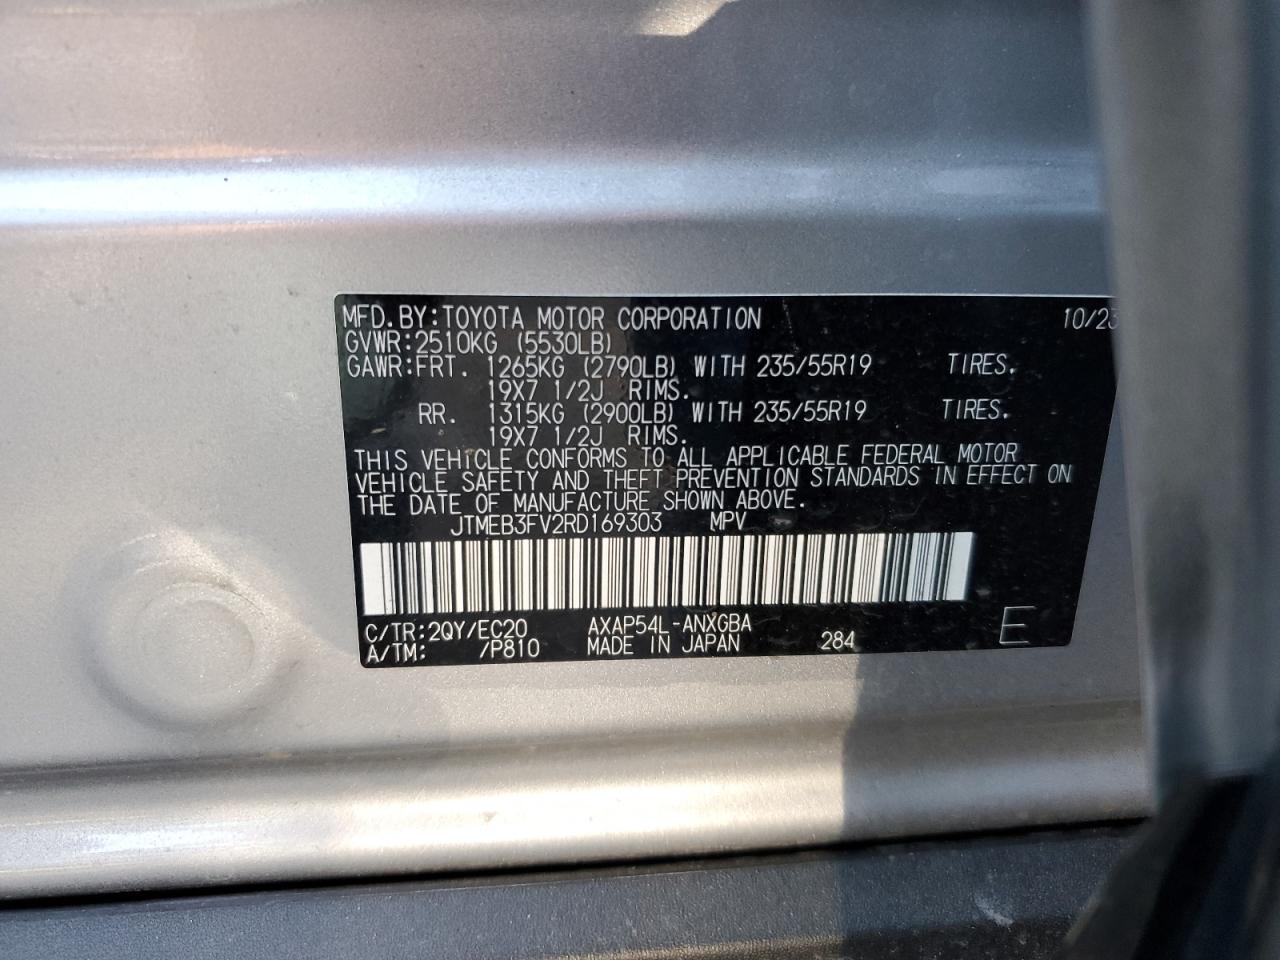 MFD.BY:TOYOTA MOTOR CORPORATION 10/23
GVWR:2510KG (5530LB)
GAWR:FRT. 1265KG (2790LB) WITH 235/55R19 TIRES.
19X7 1/2J RIMS.
RR. 1315KG (2900LB) WITH 235/55R19 TIRES.
19X7 1/2J RIMS.
THIS VEHICLE CONFORMS TO ALL APPLICABLE FEDERAL MOTOR
VEHICLE SAFETY AND THEFT PREVENTION STANDARDS IN EFFECT ON
THE DATE OF MANUFACTURE SHOWN ABOVE.
JTMEB3FV2RD169303 MPV
C/TR:2QY/EC20 AXAP54L-ANXGBA
A/TM: /P810 MADE IN JAPAN 284 E